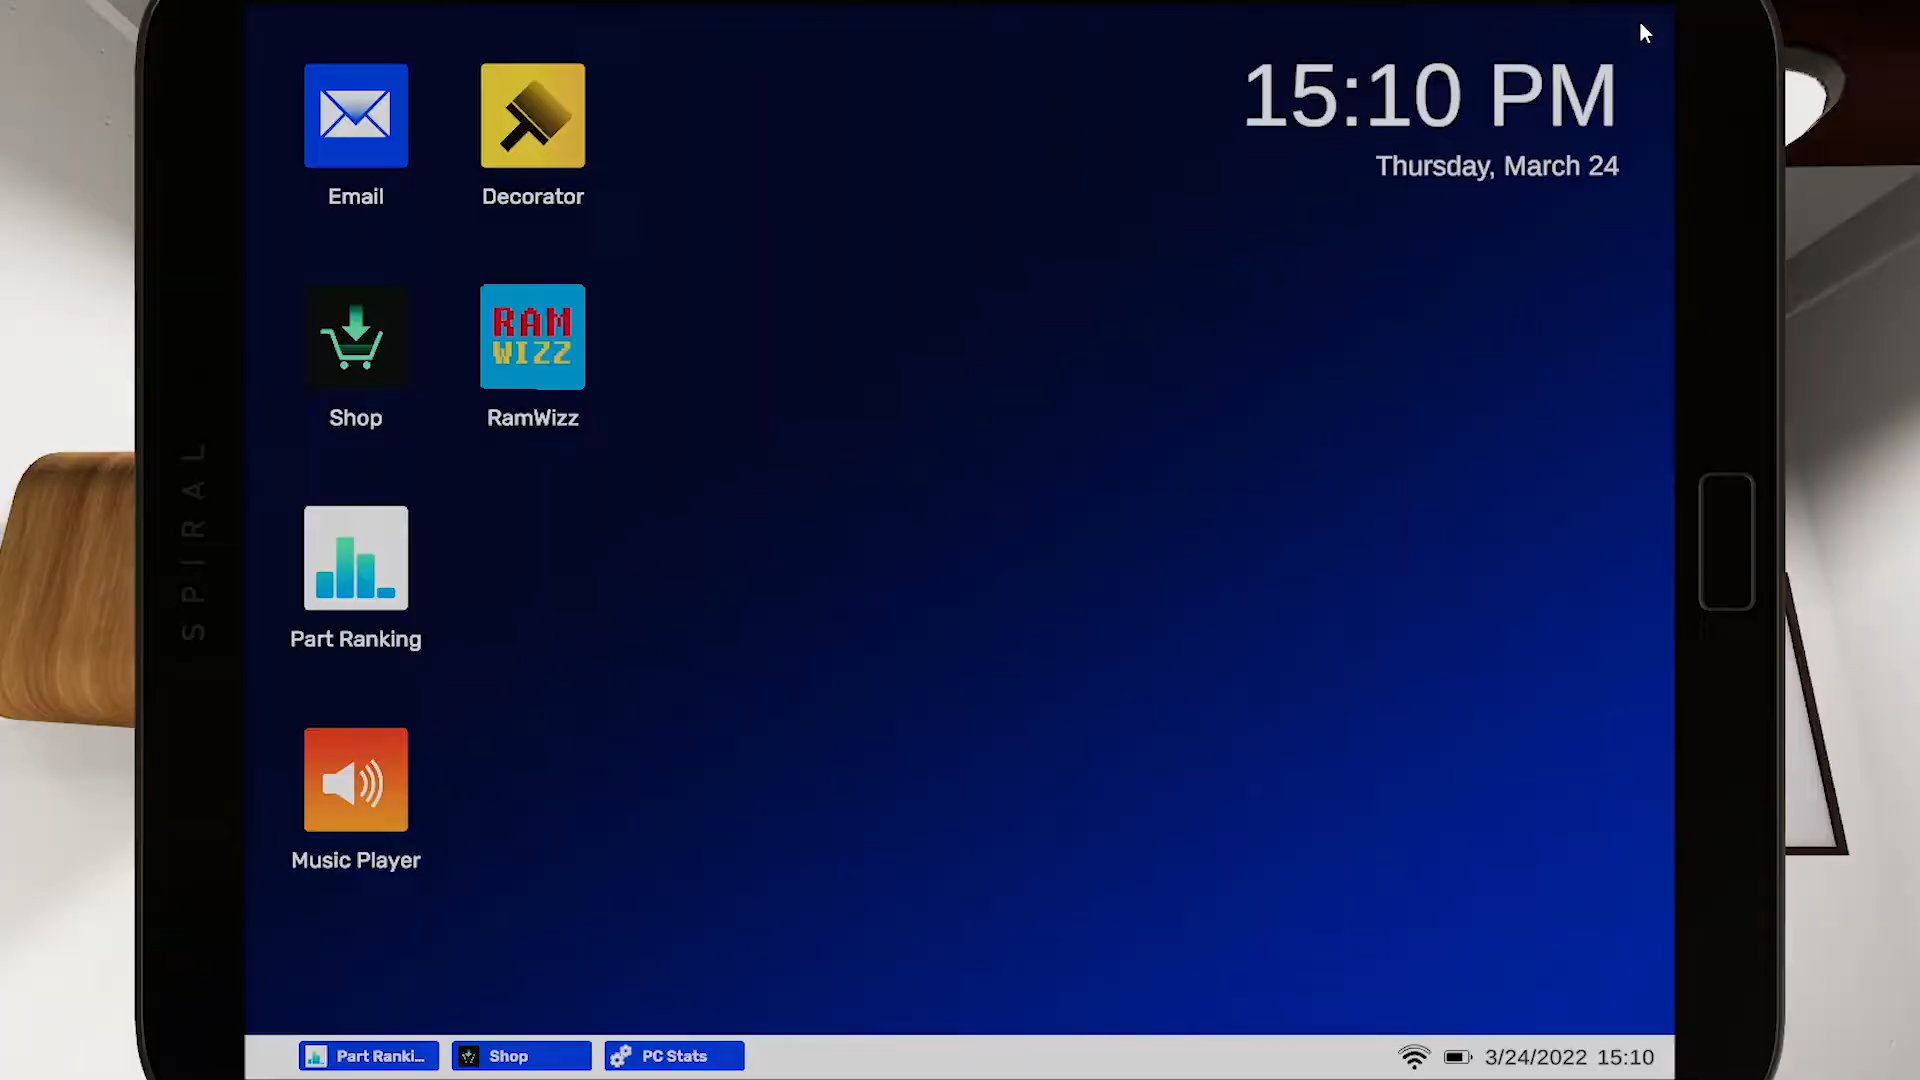 15:10 PM
Thursday, March 24
Email
Decorator
RAM
WIZZ
Shop
RamWizz
Part Ranking
Music Player
SPIRAL
Part Ranki...
Shop
PC Stats
3/24/2022 15:10